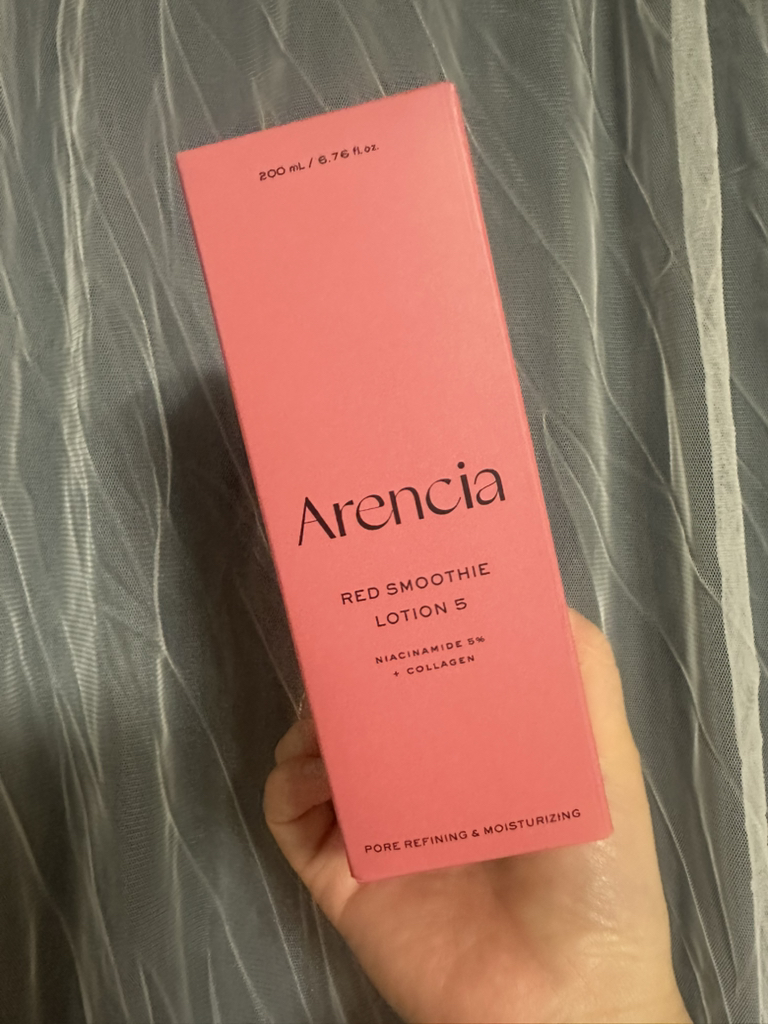 200 mL / 6.76 fl.oz.
Arencia
RED SMOOTHIE
LOTION 5
NIACINAMIDE 5%
+ COLLAGEN
PORE REFINING & MOISTURIZING